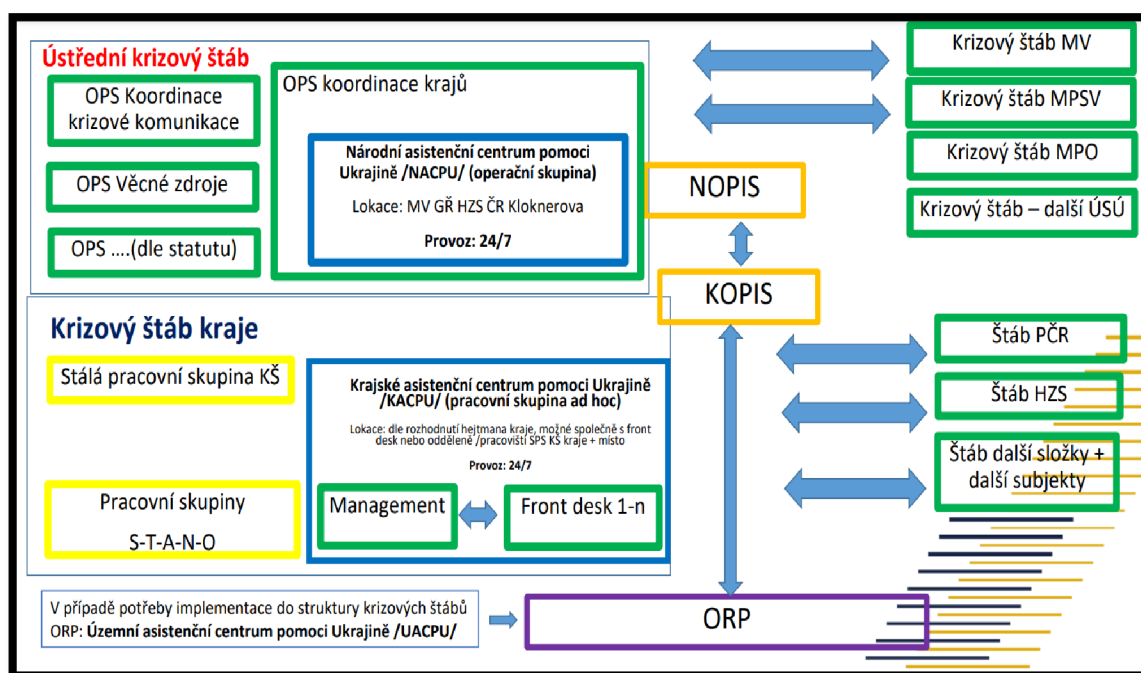 Ústřední krizový štáb
OPS Koordinace
krizové komunikace
OPS Věcné zdroje
OPS ....(dle statutu)
OPS koordinace krajů
Národní asistenční centrum pomoci
Ukrajině /NACPU/ (operační skupina)
Lokace: MV GŘ HZS ČR Kloknerova
Provoz: 24/7
NOPIS
KOPIS
Krizový štáb MV
Krizový štáb MPSV
Krizový štáb MPO
Krizový štáb – další ÚSÚ
Krizový štáb kraje
Stálá pracovní skupina KŠ
Pracovní skupiny
S-T-A-N-O
Krajské asistenční centrum pomoci Ukrajině
/KACPU/ (pracovní skupina ad hoc)
Lokace: dle rozhodnutí hejtmana kraje, možné společně s front
desk nebo odděleně /pracoviští SPS KŠ kraje + místo
Provoz: 24/7
Management
Front desk 1-n
Štáb PČR
Štáb HZS
Štáb další složky +
další subjekty
V případě potřeby implementace do struktury krizových štábů
ORP: Územní asistenční centrum pomoci Ukrajině /UACPU/
ORP